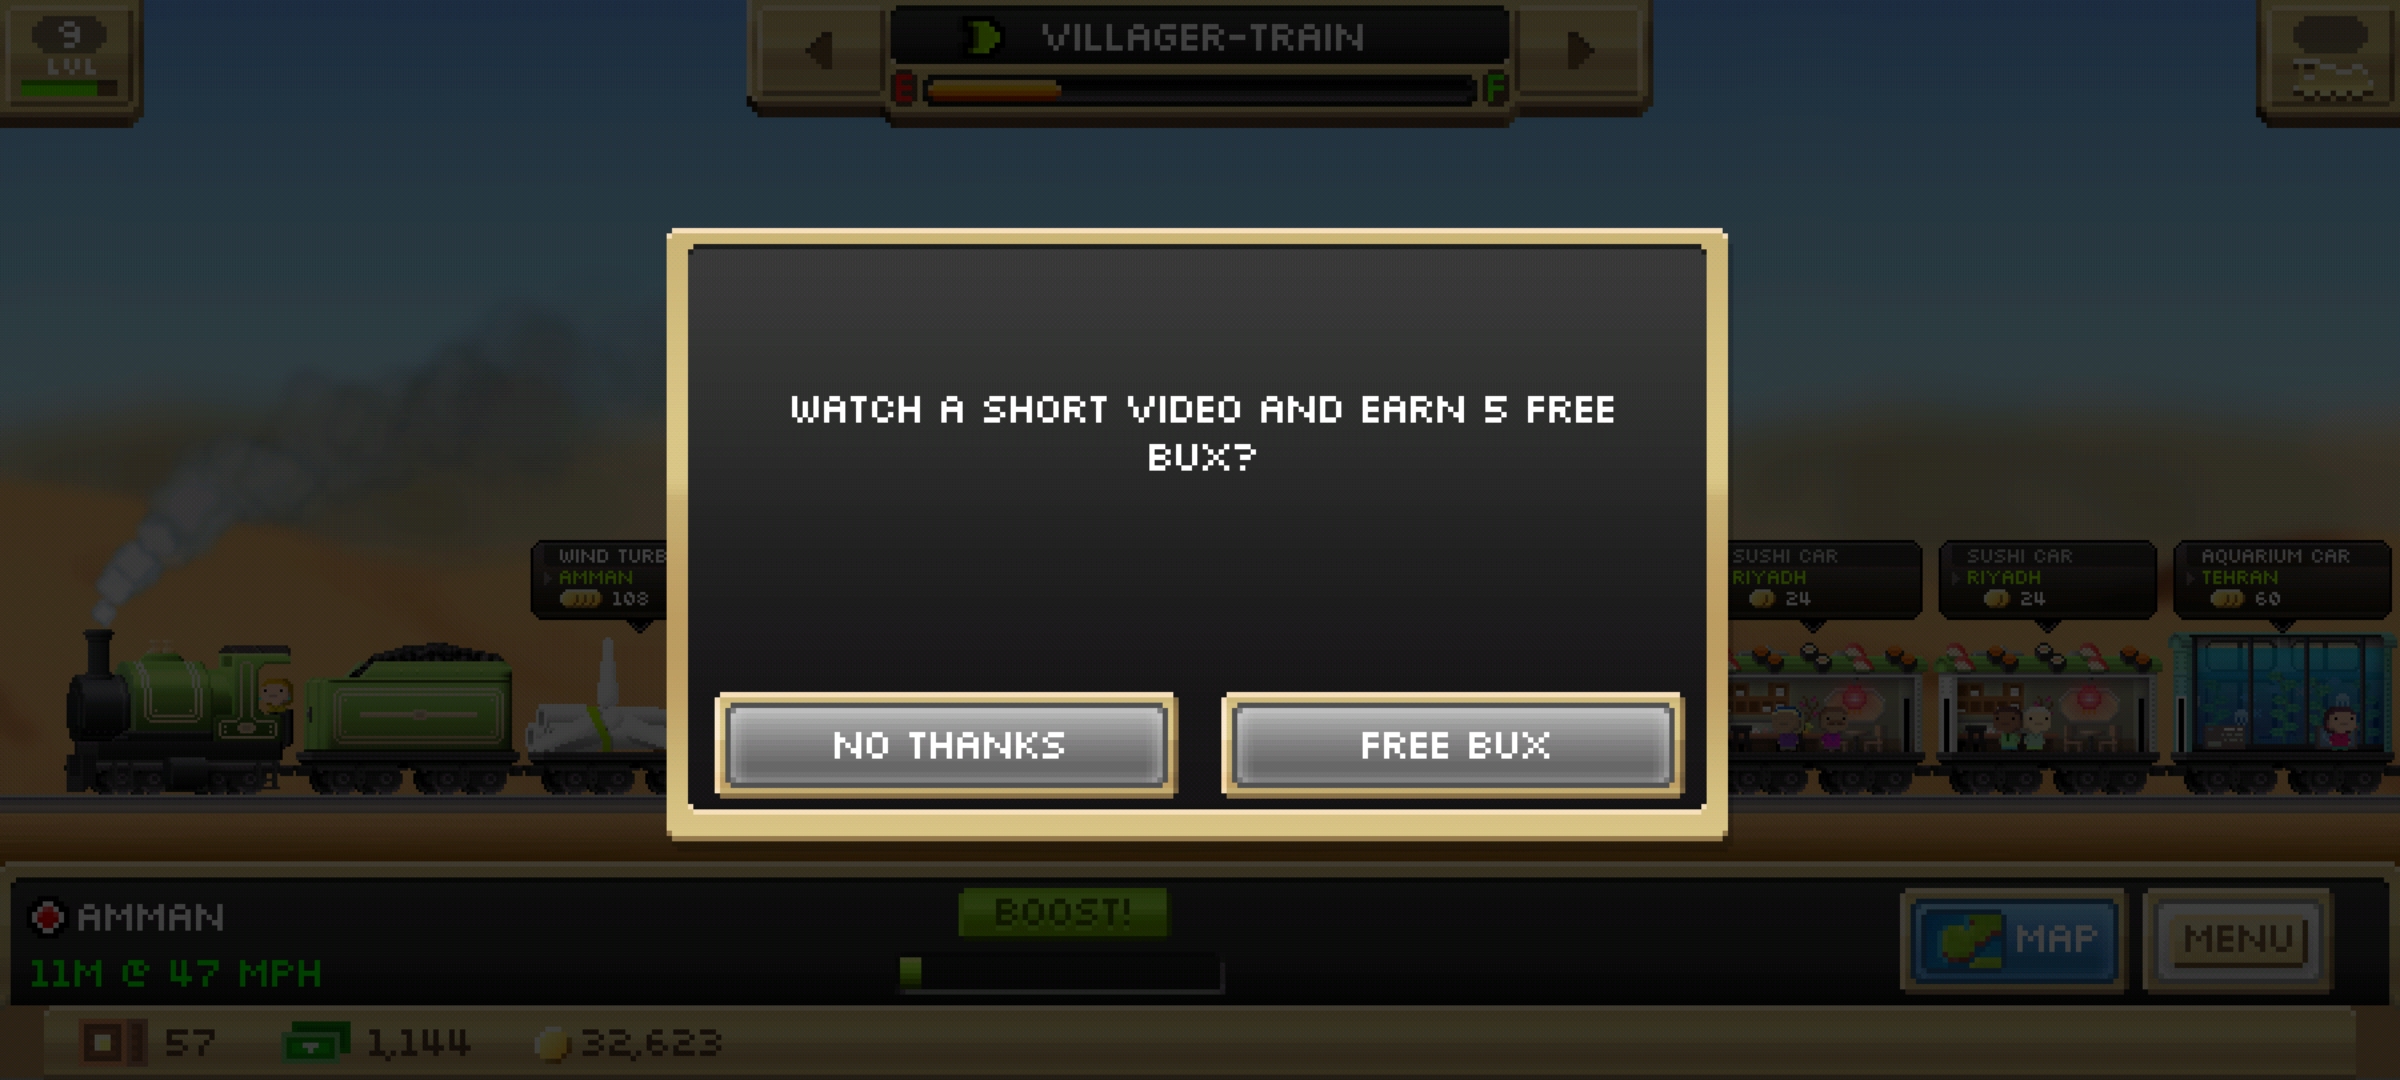 9
LVL
VILLAGER-TRAIN
E F
WATCH A SHORT VIDEO AND EARN 5 FREE
BUX?
NO THANKS
FREE BUX
WIND TURB
AMMAN
108
SUSHI CAR
RIYADH
24
SUSHI CAR
RIYADH
24
AQUARIUM CAR
TEHRAN
60
AMMAN
11M @ 47 MPH
BOOST!
MAP
MENU
57
1,144
32,623